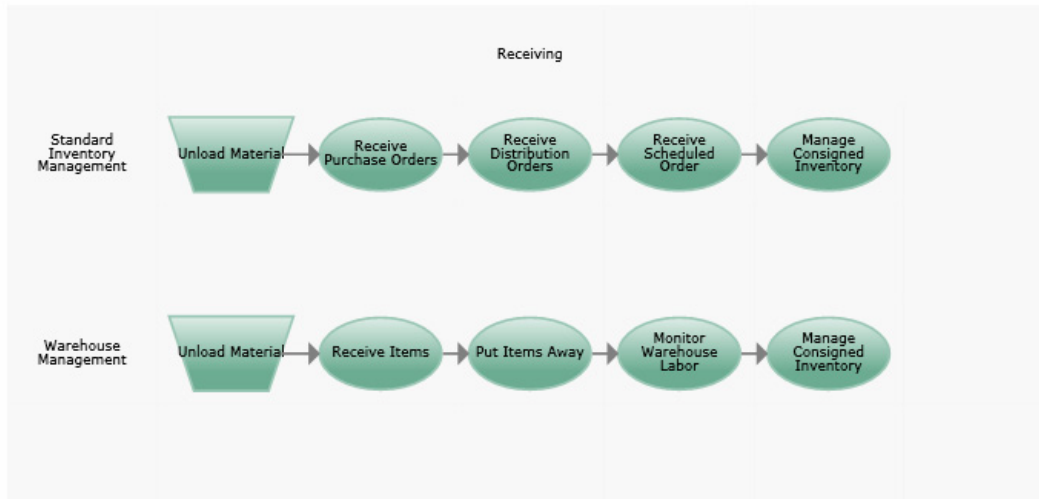 Receiving
Standard
Inventory
Management
Unload Material
Receive
Purchase Orders
Receive
Distribution
Orders
Receive
Scheduled
Order
Manage
Consigned
Inventory
Warehouse
Management
Unload Material
Receive Items
Put Items Away
Monitor
Warehouse
Labor
Manage
Consigned
Inventory